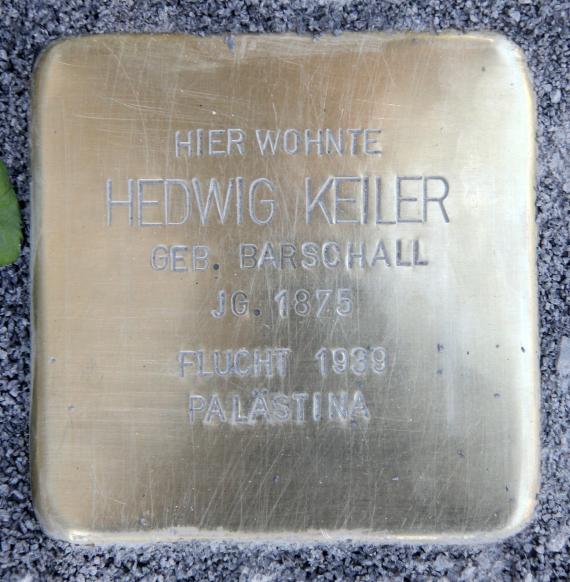 HIER WOHNTE
HEDWIG KEILER
GEB. BARSCHALL
JG. 1875
FLUCHT 1939
PALÄSTINA